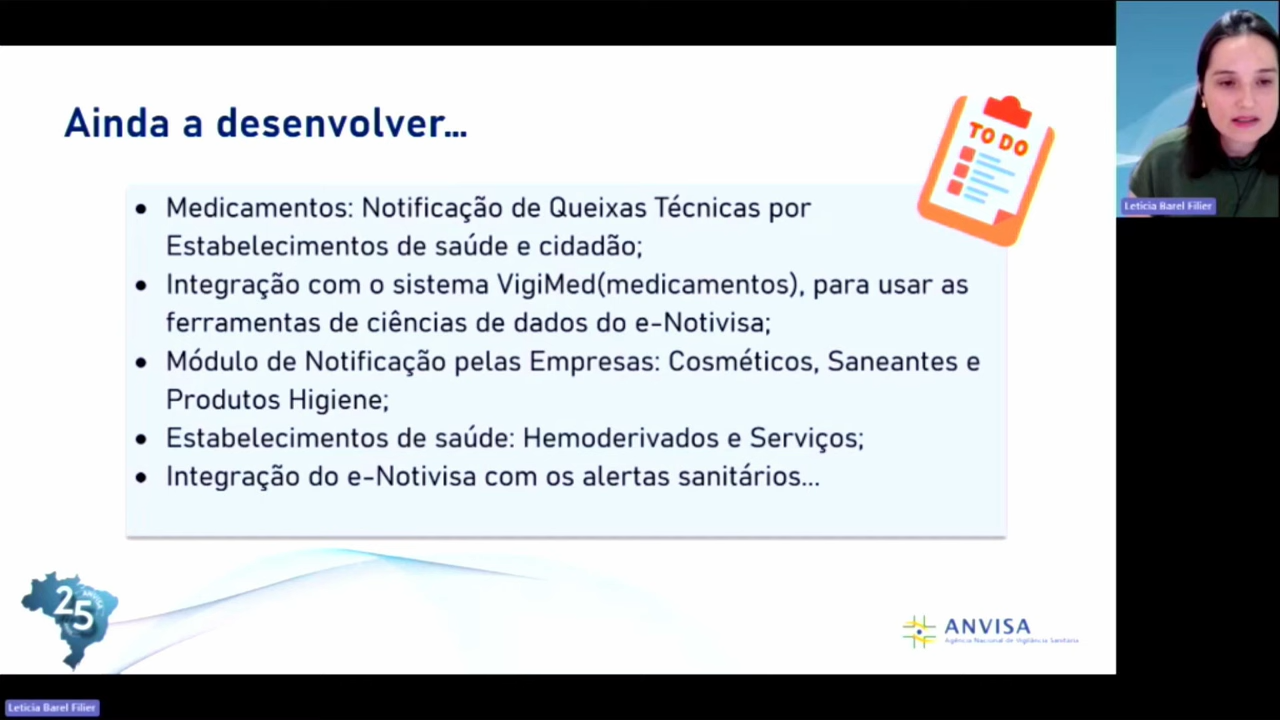 Ainda a desenvolver...
TO DO
• Medicamentos: Notificação de Queixas Técnicas por
Estabelecimentos de saúde e cidadão;
• Integração com o sistema VigiMed(medicamentos), para usar as
ferramentas de ciências de dados do e-Notivisa;
• Módulo de Notificação pelas Empresas: Cosméticos, Saneantes e
Produtos Higiene;
• Estabelecimentos de saúde: Hemoderivados e Serviços;
• Integração do e-Notivisa com os alertas sanitários...
25
ANVISA
ANVISA
Agência Nacional de Vigilância Sanitária
Leticia Barel Filier
Leticia Barel Filier